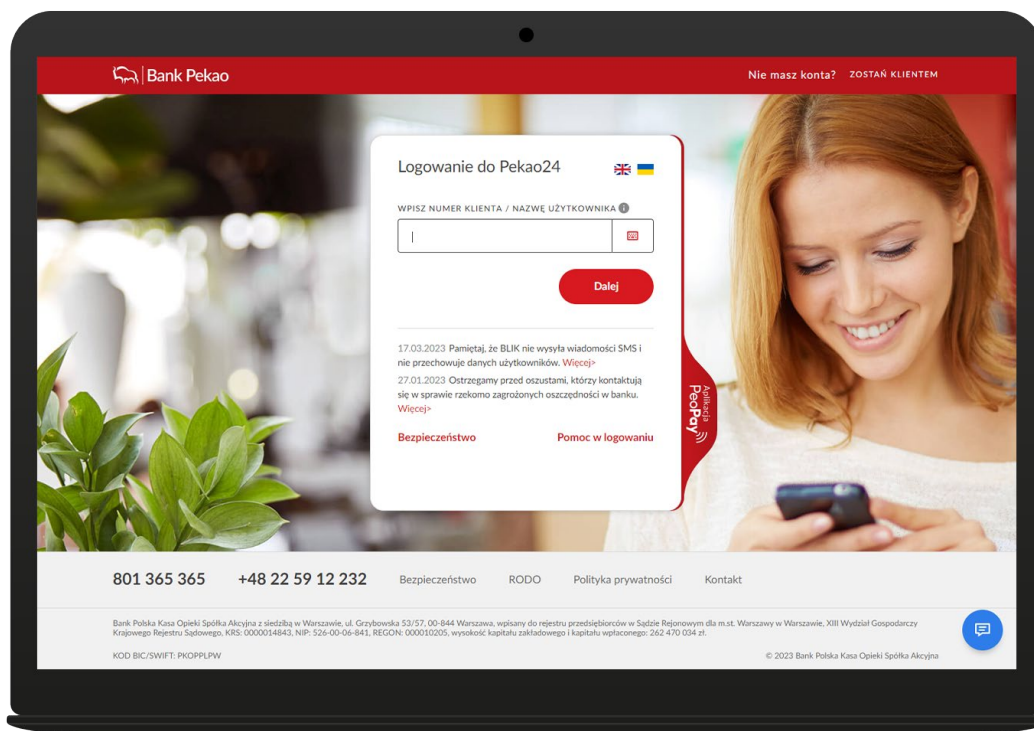 Bank Pekao
Nie masz konta? ZOSTAŃ KLIENTEM
Logowanie do Pekao24
WPISZ NUMER KLIENTA / NAZWĘ UŻYTKOWNIKA
Dalej
17.03.2023 Pamiętaj, że BLIK nie wysyła wiadomości SMS i
nie przechowuje danych użytkowników. Więcej>
27.01.2023 Ostrzegamy przed oszustami, którzy kontaktują
się w sprawie rzekomo zagrożonych oszczędności w banku.
Więcej>
Bezpieczeństwo Pomoc w logowaniu
Aplikacja
PeoPay
801 365 365 +48 22 59 12 232 Bezpieczeństwo RODO Polityka prywatności Kontakt
Bank Polska Kasa Opieki Spółka Akcyjna z siedzibą w Warszawie, ul. Grzybowska 53/57, 00-844 Warszawa, wpisany do rejestru przedsiębiorców w Sądzie Rejonowym dla m.st. Warszawy w Warszawie, XIII Wydział Gospodarczy
Krajowego Rejestru Sądowego, KRS: 0000014843, NIP: 526-00-06-841, REGON: 000010205, wysokość kapitału zakładowego i kapitału wpłaconego: 262 470 034 zł.
KOD BIC/SWIFT: PKOPPLPW
© 2023 Bank Polska Kasa Opieki Spółka Akcyjna